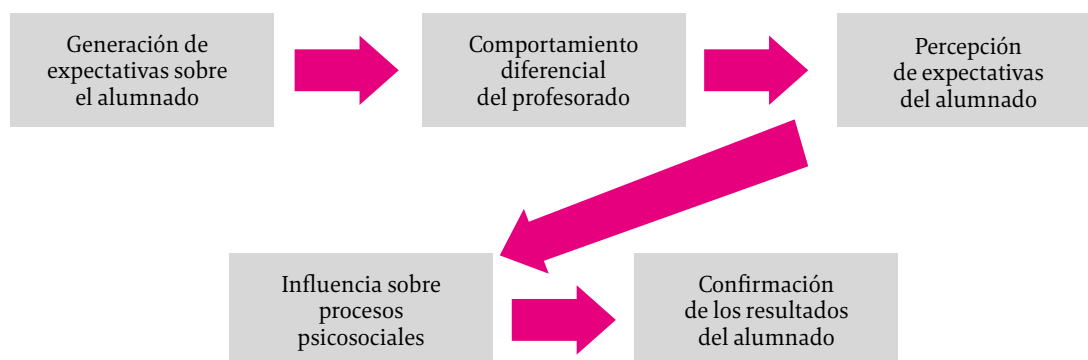 Generación de
expectativas sobre
el alumnado
Comportamiento
diferencial
del profesorado
Percepción
de expectativas
del alumnado
Influencia sobre
procesos
psicosociales
Confirmación
de los resultados
del alumnado